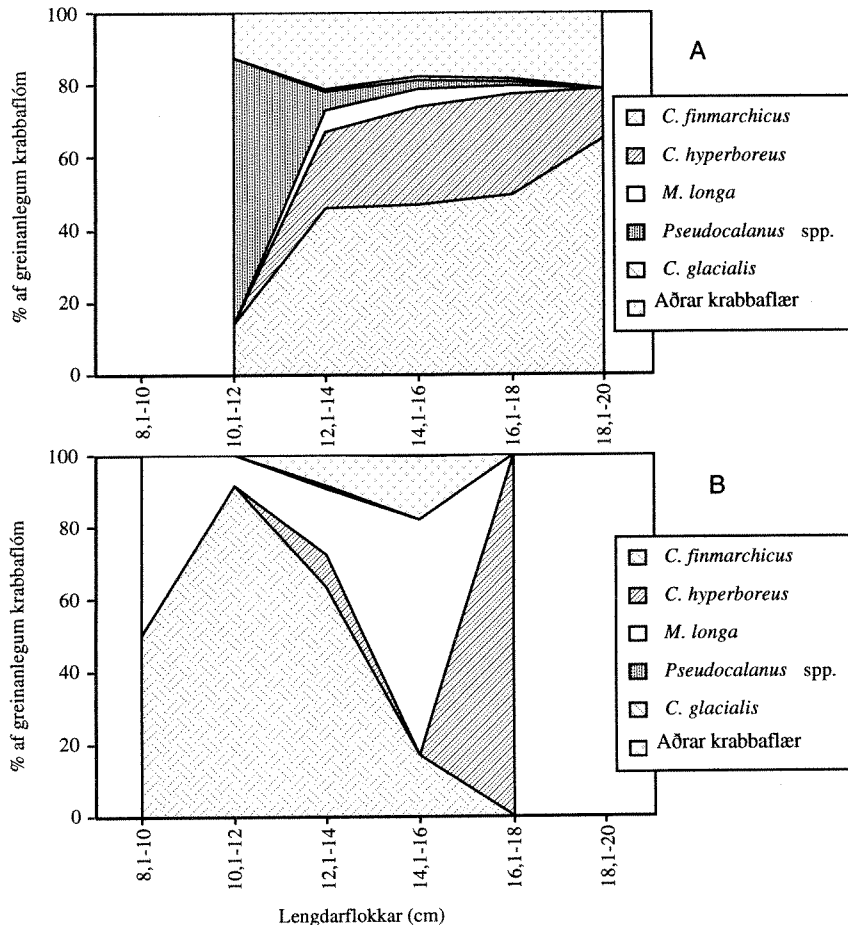 A
% af greinanlegum krabbaflóm
100
80
60
40
20
0
8,1-10
10,1-12
12,1-14
14,1-16
16,1-18
18,1-20
C. finmarchicus
C. hyperboreus
M. longa
Pseudocalanus spp.
C. glacialis
Aðrar krabbaflær
B
% af greinanlegum krabbaflóm
100
80
60
40
20
0
8,1-10
10,1-12
12,1-14
14,1-16
16,1-18
18,1-20
C. finmarchicus
C. hyperboreus
M. longa
Pseudocalanus spp.
C. glacialis
Aðrar krabbaflær
Lengdarflokkar (cm)